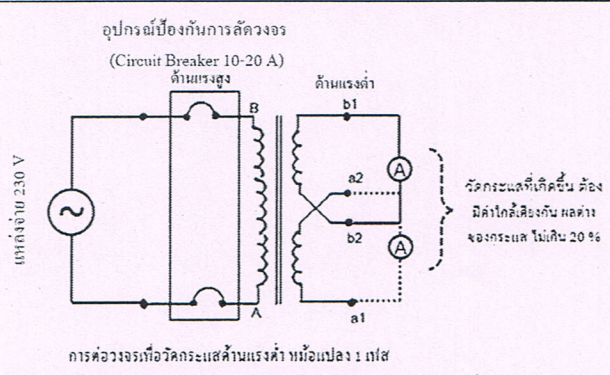 อุปกรณ์ป้องกันการลัดวงจร
(Circuit Breaker 10-20 A)
ด้านแรงสูง
ด้านแรงต่ำ
B
b1
A
a2
แหล่งจ่าย 230 V
~
วัดกระแสที่เกิดขึ้น ต้อง
มีค่าใกล้เคียงกัน ผลต่าง
ของกระแส ไม่เกิน 20 %
b2
A
A
a1
การต่อวงจรเพื่อวัดกระแสด้านแรงต่ำ หม้อแปลง 1 เฟส